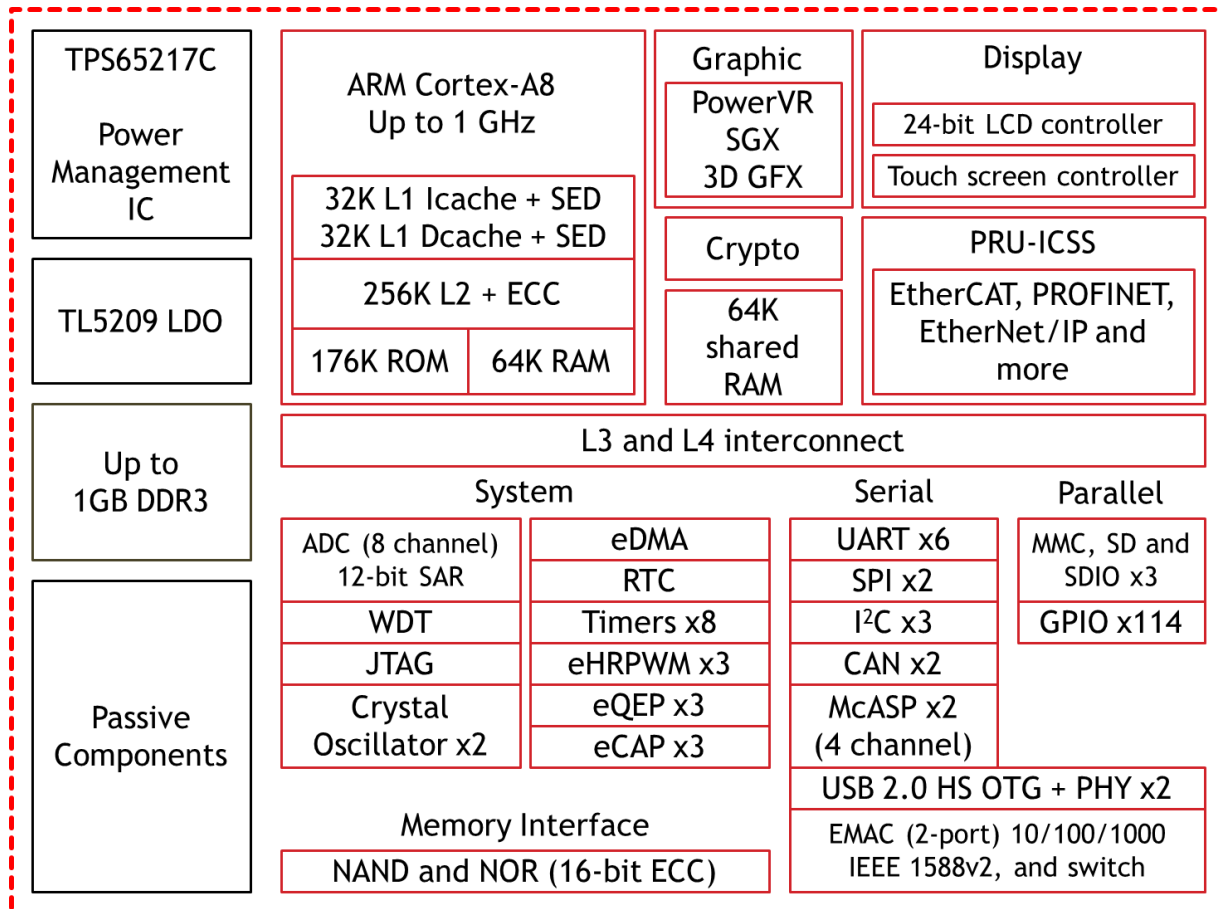 TPS65217C
Power
Management
IC
TL5209 LDO
Up to
1GB DDR3
Passive
Components
ARM Cortex-A8
Up to 1 GHz
32K L1 Icache + SED
32K L1 Dcache + SED
256K L2 + ECC
176K ROM
64K RAM
Graphic
PowerVR
SGX
3D GFX
Crypto
64K
shared
RAM
Display
24-bit LCD controller
Touch screen controller
PRU-ICSS
EtherCAT, PROFINET,
EtherNet/IP and
more
L3 and L4 interconnect
System
ADC (8 channel)
12-bit SAR
WDT
JTAG
Crystal
Oscillator x2
eDMA
RTC
Timers x8
eHRPWM x3
eQEP x3
eCAP x3
Serial
UART x6
SPI x2
I²C x3
CAN x2
McASP x2
(4 channel)
USB 2.0 HS OTG + PHY x2
EMAC (2-port) 10/100/1000
IEEE 1588v2, and switch
Parallel
MMC, SD and
SDIO x3
GPIO x114
Memory Interface
NAND and NOR (16-bit ECC)